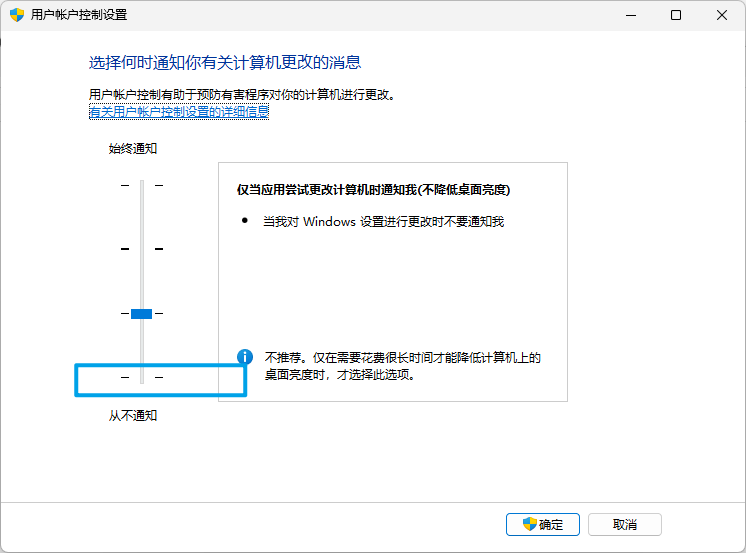 用户帐户控制设置
选择何时通知你有关计算机更改的消息
用户帐户控制有助于预防有害程序对你的计算机进行更改。
有关用户帐户控制设置的详细信息
始终通知
仅当应用尝试更改计算机时通知我(不降低桌面亮度)
当我对 Windows 设置进行更改时不要通知我
不推荐。仅在需要花费很长时间才能降低计算机上的
桌面亮度时，才选择此选项。
从不通知
确定
取消